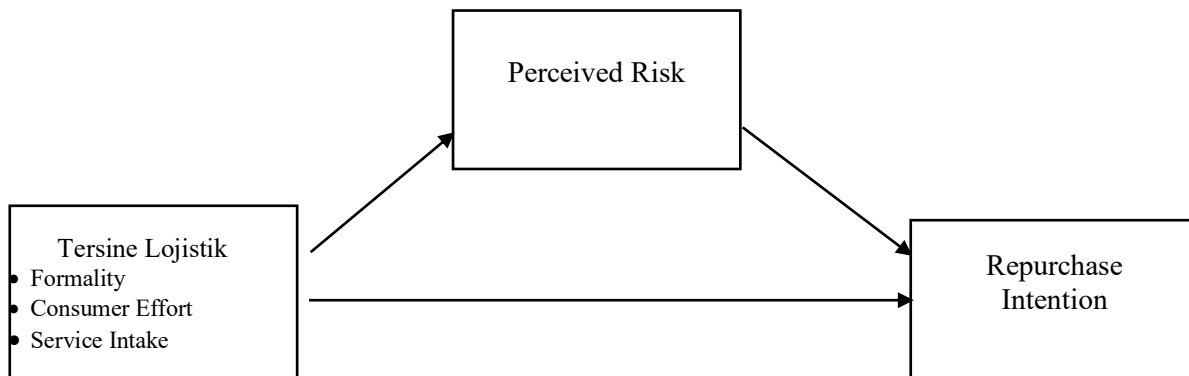 Perceived Risk
Tersine Lojistik
• Formality
• Consumer Effort
• Service Intake
Repurchase
Intention